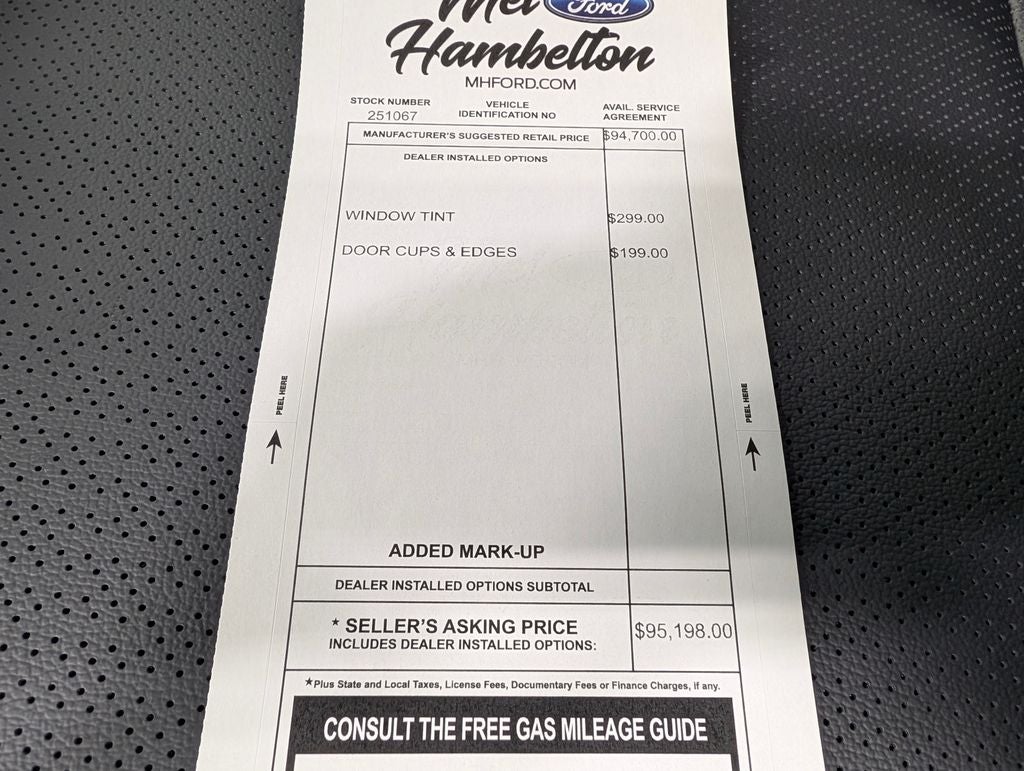 Mel Ford
Hambelton
MHFORD.COM
STOCK NUMBER
251067
VEHICLE
IDENTIFICATION NO
AVAIL. SERVICE
AGREEMENT
MANUFACTURER'S SUGGESTED RETAIL PRICE $94,700.00
DEALER INSTALLED OPTIONS
WINDOW TINT $299.00
DOOR CUPS & EDGES $199.00
PEEL HERE
PEEL HERE
ADDED MARK-UP
DEALER INSTALLED OPTIONS SUBTOTAL
* SELLER'S ASKING PRICE $95,198.00
INCLUDES DEALER INSTALLED OPTIONS:
*Plus State and Local Taxes, License Fees, Documentary Fees or Finance Charges, if any.
CONSULT THE FREE GAS MILEAGE GUIDE